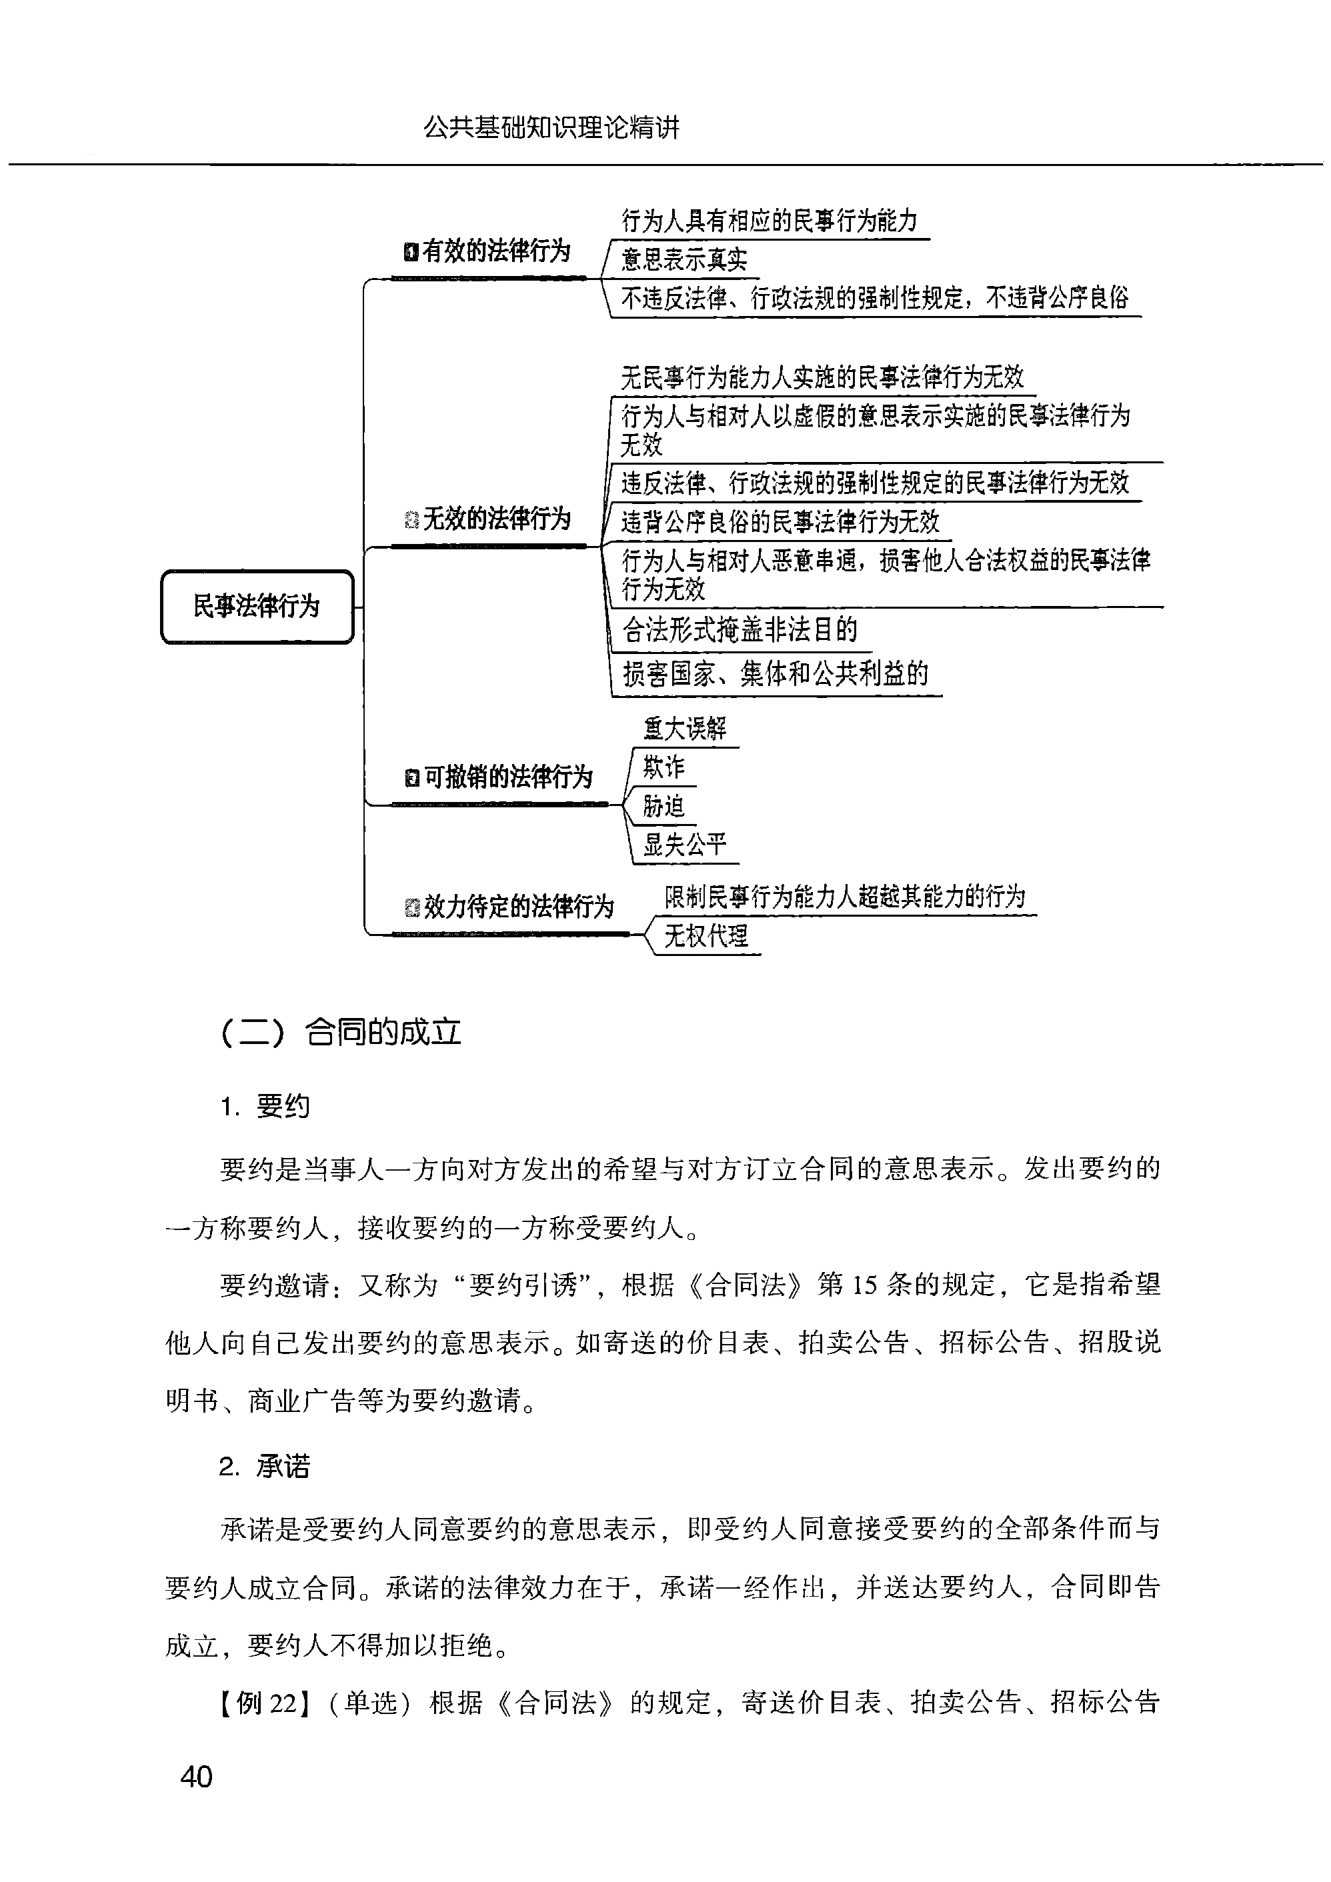 公共基础知识理论精讲
民事法律行为
1有效的法律行为
行为人具有相应的民事行为能力
意思表示真实
不违反法律、行政法规的强制性规定，不违背公序良俗
2无效的法律行为
无民事行为能力人实施的民事法律行为无效
行为人与相对人以虚假的意思表示实施的民事法律行为
无效
违反法律、行政法规的强制性规定的民事法律行为无效
违背公序良俗的民事法律行为无效
行为人与相对人恶意串通，损害他人合法权益的民事法律
行为无效
合法形式掩盖非法目的
损害国家、集体和公共利益的
3可撤销的法律行为
重大误解
欺诈
胁迫
显失公平
4效力待定的法律行为
限制民事行为能力人超越其能力的行为
无权代理
（二）合同的成立
1. 要约
要约是当事人一方向对方发出的希望与对方订立合同的意思表示。发出要约的
一方称要约人，接收要约的一方称受要约人。
要约邀请：又称为“要约引诱”，根据《合同法》第 15 条的规定，它是指希望
他人向自己发出要约的意思表示。如寄送的价目表、拍卖公告、招标公告、招股说
明书、商业广告等为要约邀请。
2. 承诺
承诺是受要约人同意要约的意思表示，即受约人同意接受要约的全部条件而与
要约人成立合同。承诺的法律效力在于，承诺一经作出，并送达要约人，合同即告
成立，要约人不得加以拒绝。
【例 22】（单选）根据《合同法》的规定，寄送价目表、拍卖公告、招标公告
40